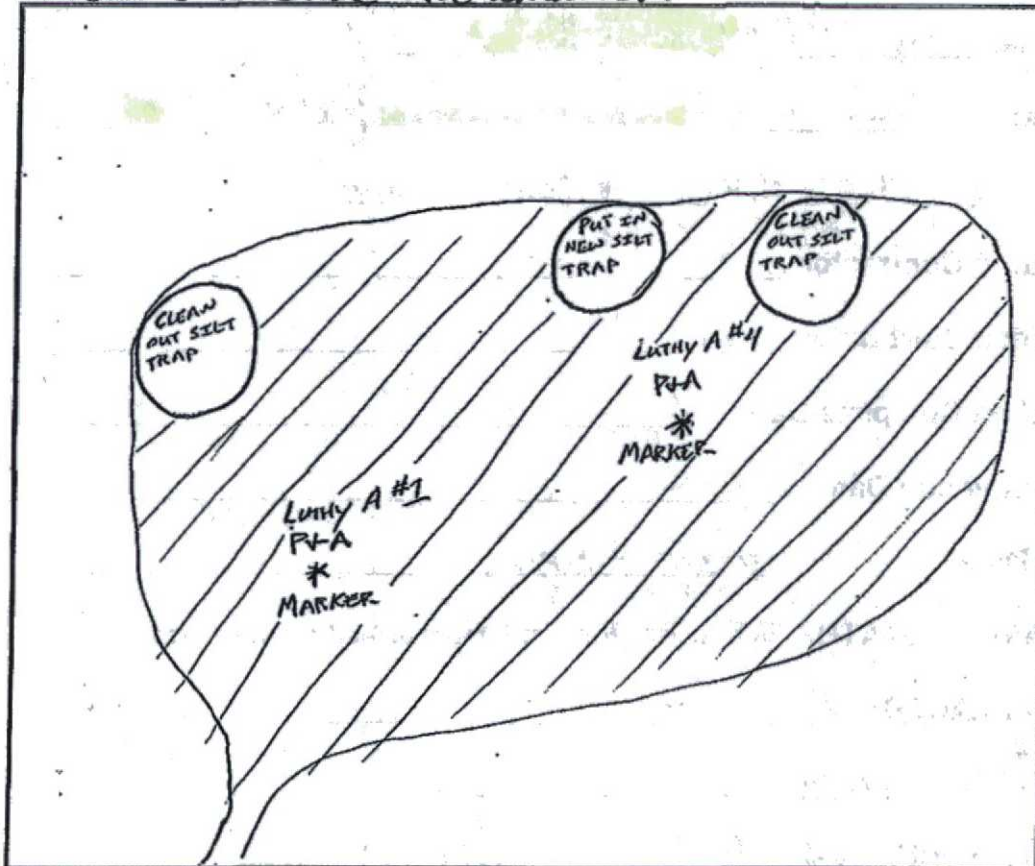 PUT IN
NEW SILT
TRAP
CLEAN
OUT SILT
TRAP
CLEAN
OUT SILT
TRAP
LUTHY A #4
P+A
MARKER
LUTHY A #1
P+A
MARKER